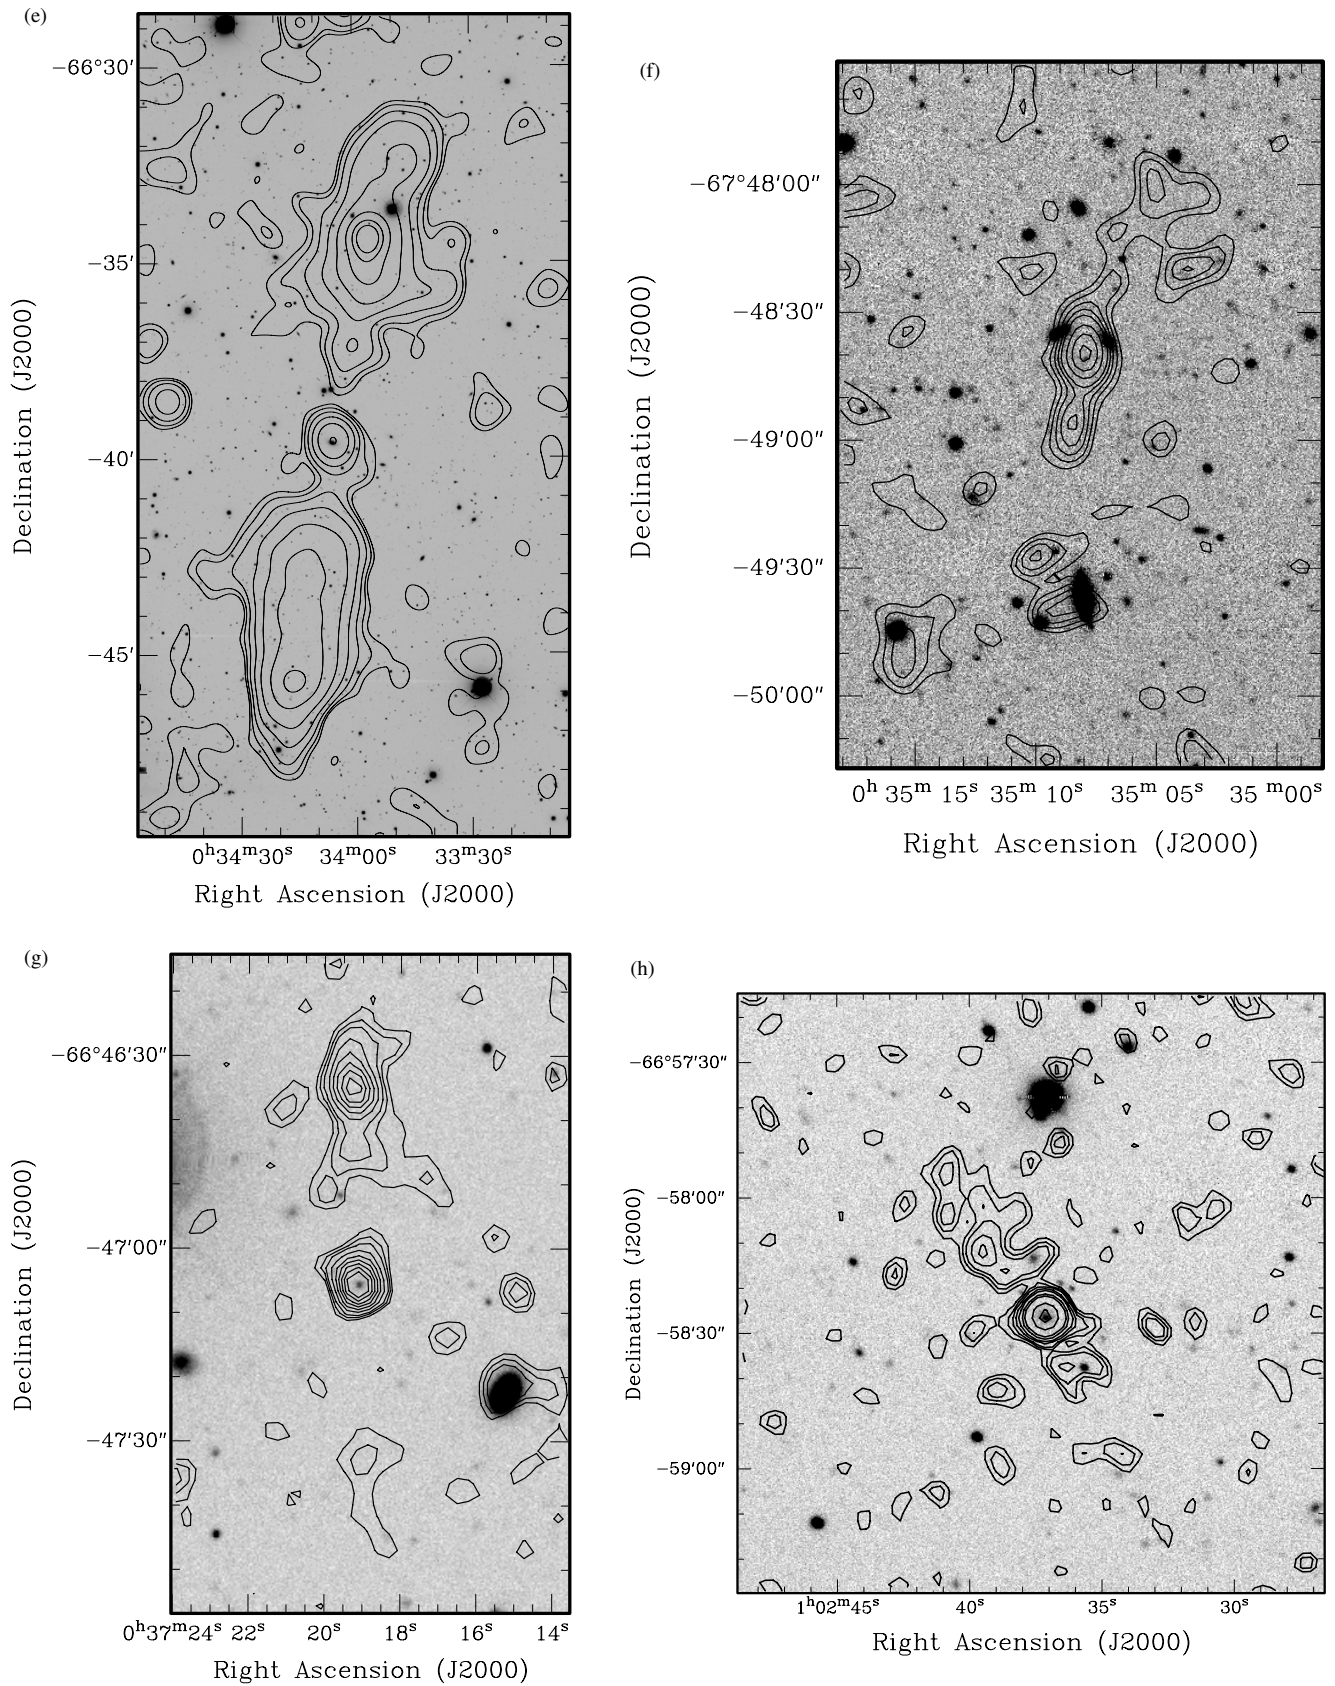 (e)
−66°30′
−35′
−40′
−45′
Declination (J2000)
0ʰ34ᵐ30ˢ 34ᵐ00ˢ 33ᵐ30ˢ
Right Ascension (J2000)
(f)
−67°48′00″
−48′30″
−49′00″
−49′30″
−50′00″
Declination (J2000)
0ʰ 35ᵐ 15ˢ 35ᵐ 10ˢ 35ᵐ 05ˢ 35 ᵐ00ˢ
Right Ascension (J2000)
(g)
−66°46′30″
−47′00″
−47′30″
Declination (J2000)
0ʰ37ᵐ24ˢ 22ˢ 20ˢ 18ˢ 16ˢ 14ˢ
Right Ascension (J2000)
(h)
−66°57′30″
−58′00″
−58′30″
−59′00″
Declination (J2000)
1ʰ02ᵐ45ˢ 40ˢ 35ˢ 30ˢ
Right Ascension (J2000)